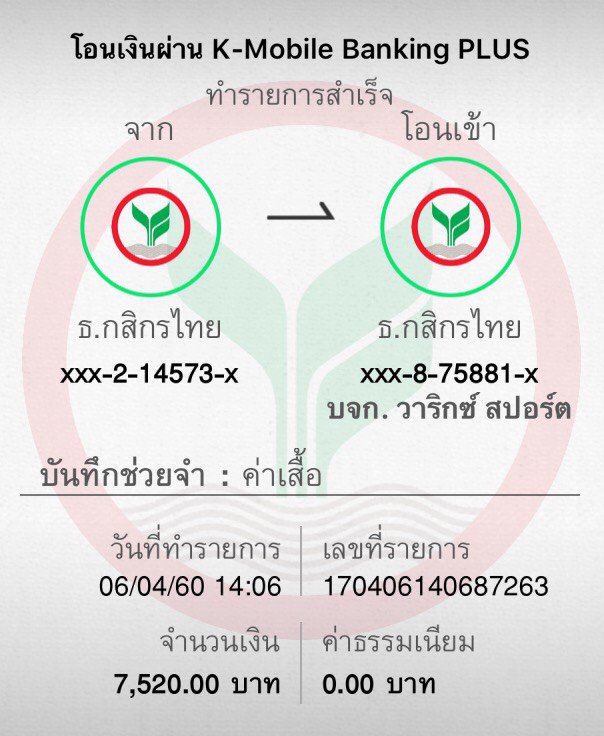 โอนเงินผ่าน K-Mobile Banking PLUS
ทำรายการสำเร็จ
จาก
โอนเข้า
ธ.กสิกรไทย
ธ.กสิกรไทย
xxx-2-14573-x
xxx-8-75881-x
บจก. วาริกซ์ สปอร์ต
บันทึกช่วยจำ : ค่าเสื้อ
วันที่ทำรายการ
เลขที่รายการ
06/04/60 14:06
170406140687263
จำนวนเงิน
ค่าธรรมเนียม
7,520.00 บาท
0.00 บาท